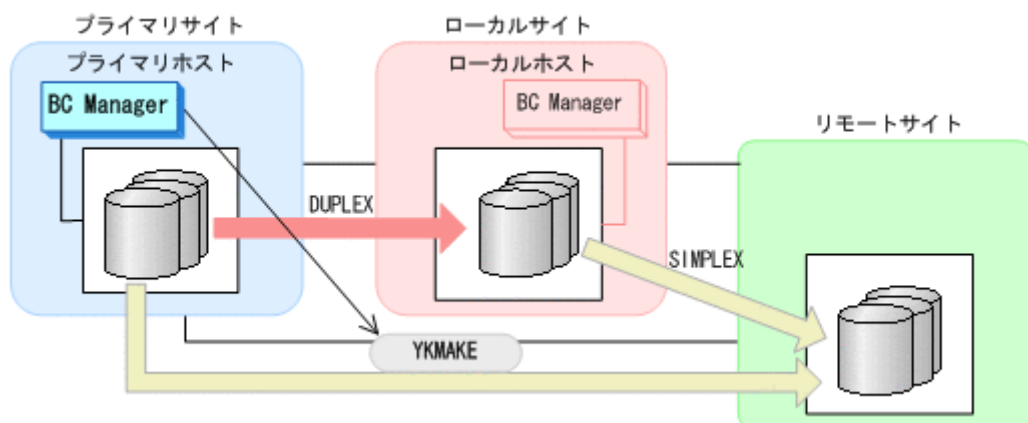 プライマリサイト
ローカルサイト
プライマリホスト
ローカルホスト
BC Manager
BC Manager
リモートサイト
DUPLEX
SIMPLEX
YKMAKE